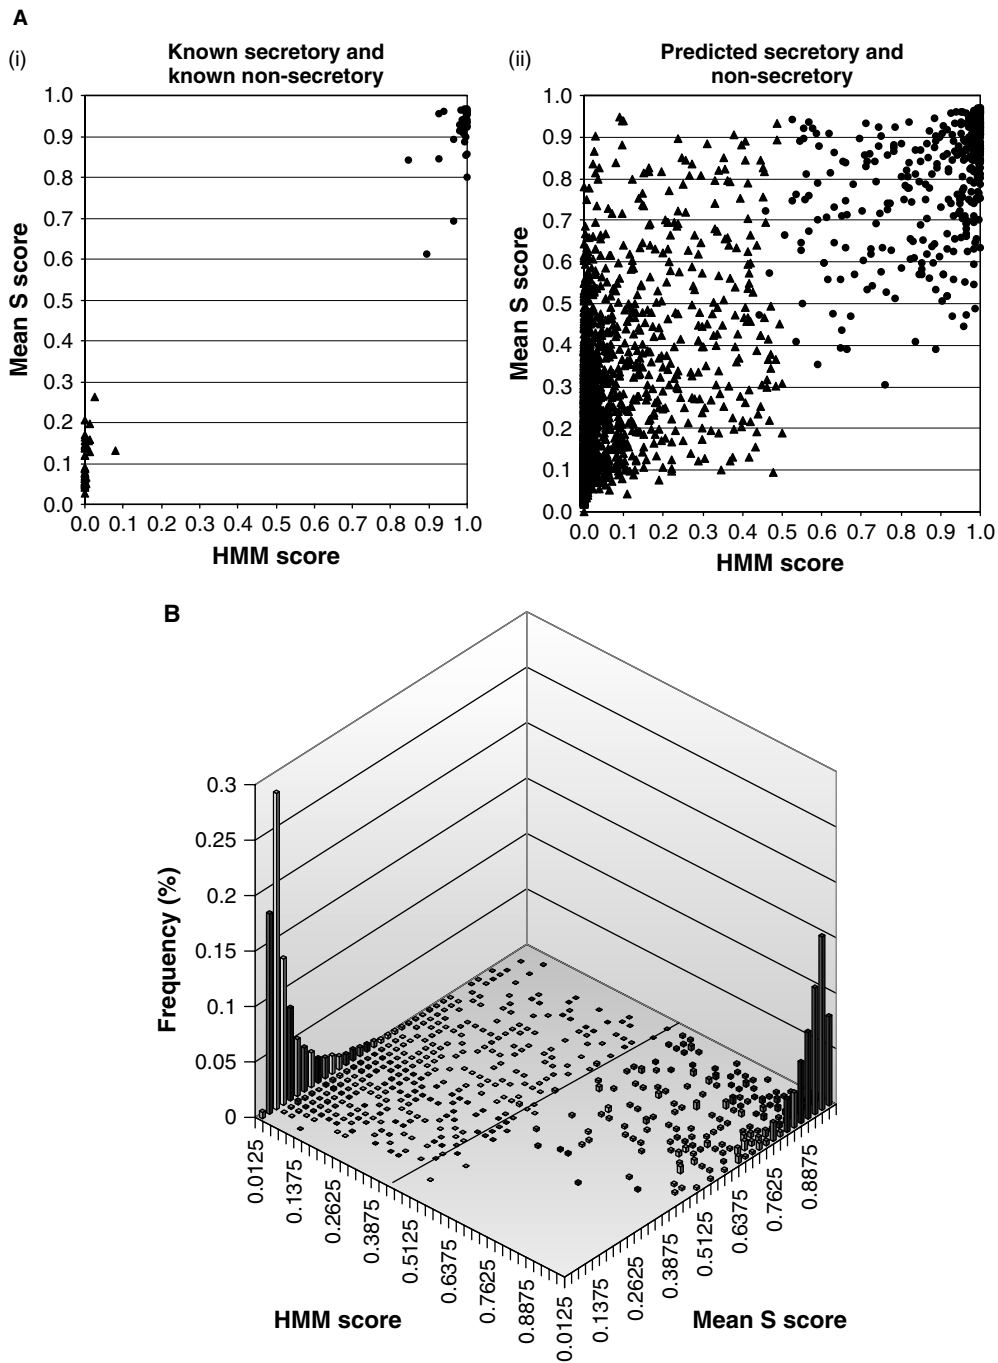 A
(i)
Known secretory and
known non-secretory
1.0
0.9
0.8
0.7
0.6
0.5
0.4
0.3
0.2
0.1
0.0
Mean S score
0.0 0.1 0.2 0.3 0.4 0.5 0.6 0.7 0.8 0.9 1.0
HMM score
(ii)
Predicted secretory and
non-secretory
1.0
0.9
0.8
0.7
0.6
0.5
0.4
0.3
0.2
0.1
0.0
Mean S score
0.0 0.1 0.2 0.3 0.4 0.5 0.6 0.7 0.8 0.9 1.0
HMM score
B
0.3
0.25
0.2
0.15
0.1
0.05
0
Frequency (%)
0.0125
0.1375
0.2625
0.3875
0.5125
0.6375
0.7625
0.8875
HMM score
0.0125
0.1375
0.2625
0.3875
0.5125
0.6375
0.7625
0.8875
Mean S score